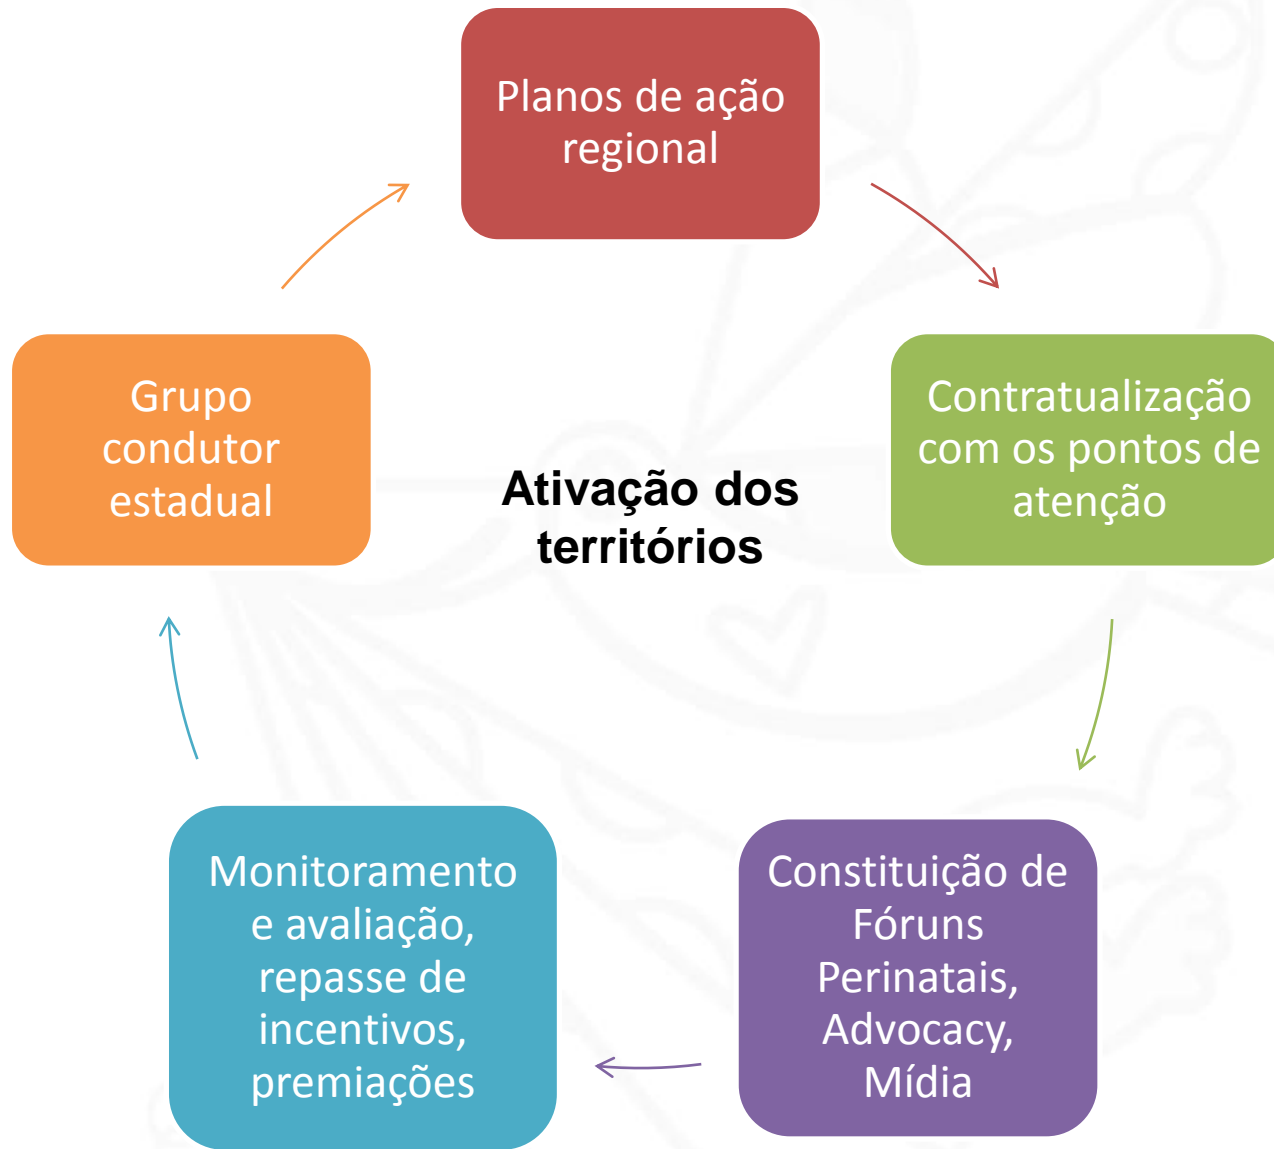 Planos de ação
regional
Contratualização
com os pontos de
atenção
Constituição de
Fóruns
Perinatais,
Advocacy,
Mídia
Monitoramento
e avaliação,
repasse de
incentivos,
premiações
Grupo
condutor
estadual
Ativação dos
territórios